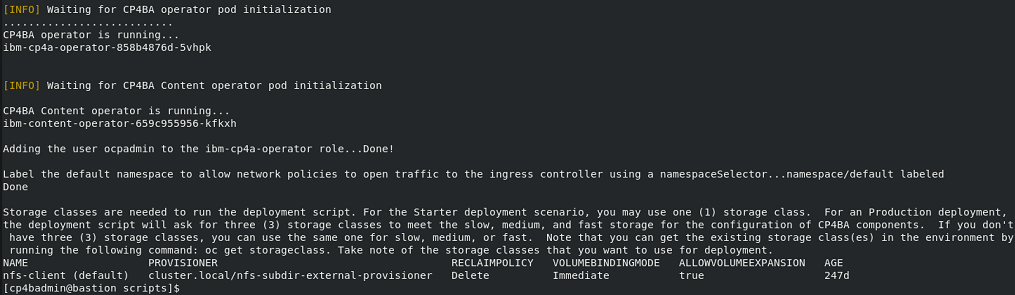 [INFO] Waiting for CP4BA operator pod initialization
...........................
CP4BA operator is running...
ibm-cp4a-operator-858b4876d-5vhpk
[INFO] Waiting for CP4BA Content operator pod initialization
CP4BA Content operator is running...
ibm-content-operator-659c955956-kfkxh
Adding the user ocpadmin to the ibm-cp4a-operator role...Done!
Label the default namespace to allow network policies to open traffic to the ingress controller using a namespaceSelector...namespace/default labeled
Done
Storage classes are needed to run the deployment script. For the Starter deployment scenario, you may use one (1) storage class.  For an Production deployment,
the deployment script will ask for three (3) storage classes to meet the slow, medium, and fast storage for the configuration of CP4BA components.  If you don't
 have three (3) storage classes, you can use the same one for slow, medium, or fast.  Note that you can get the existing storage class(es) in the environment by
 running the following command: oc get storageclass. Take note of the storage classes that you want to use for deployment.
NAME                   PROVISIONER                                     RECLAIMPOLICY   VOLUMEBINDINGMODE   ALLOWVOLUMEEXPANSION   AGE
nfs-client (default)   cluster.local/nfs-subdir-external-provisioner   Delete          Immediate           true                   247d
[cp4badmin@bastion scripts]$